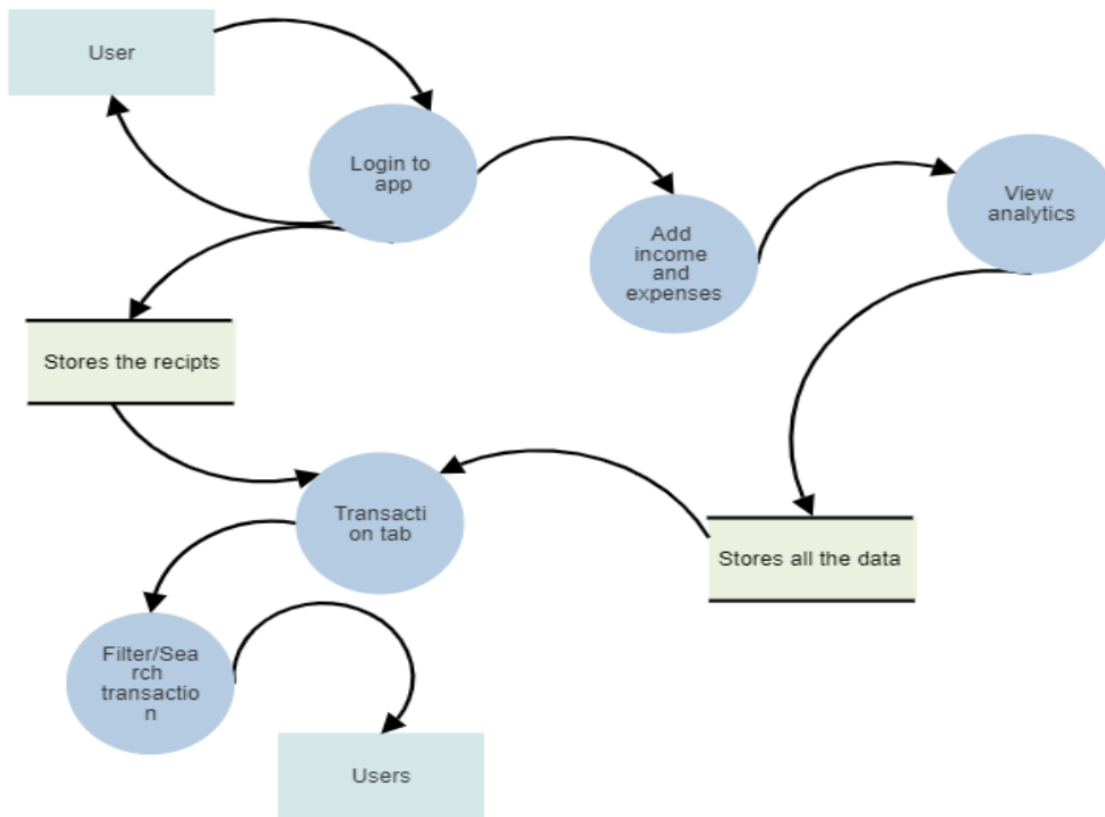 User
Login to
app
View
analytics
Add
income
and
expenses
Stores the recipts
Transacti
on tab
Stores all the data
Filter/Sea
rch
transactio
n
Users